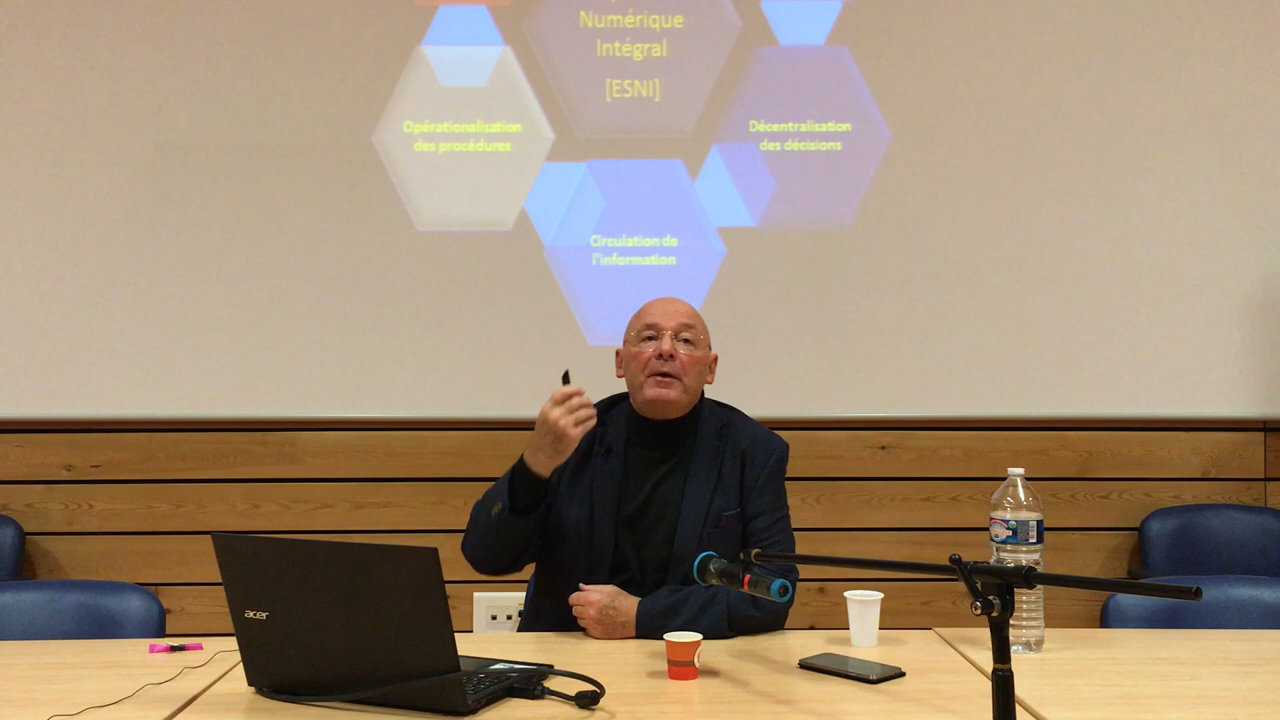 Numérique
Intégral
[ESNI]
Opérationalisation
des procédures
Décentralisation
des décisions
Circulation de
l'information
acer